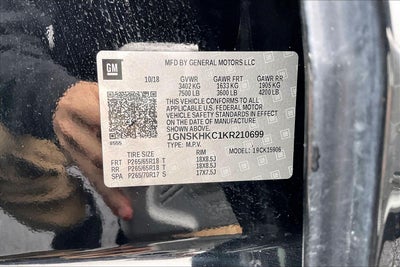 GM
MFD BY GENERAL MOTORS LLC
10/18 GVWR GAWR FRT GAWR RR
3402 KG 1633 KG 1905 KG
7500 LB 3600 LB 4200 LB
THIS VEHICLE CONFORMS TO ALL
APPLICABLE U.S. FEDERAL MOTOR
VEHICLE SAFETY STANDARDS IN EFFECT
ON THE DATE OF MANUFACTURE
SHOWN ABOVE.
1GNSKHKC1KR210699
TYPE: M.P.V. 19CK15906
TIRE SIZE RIM
FRT P265/65R18 T 18X8.5J
RR P265/65R18 T 18X8.5J
SPA P265/70R17 S 17X7.5J